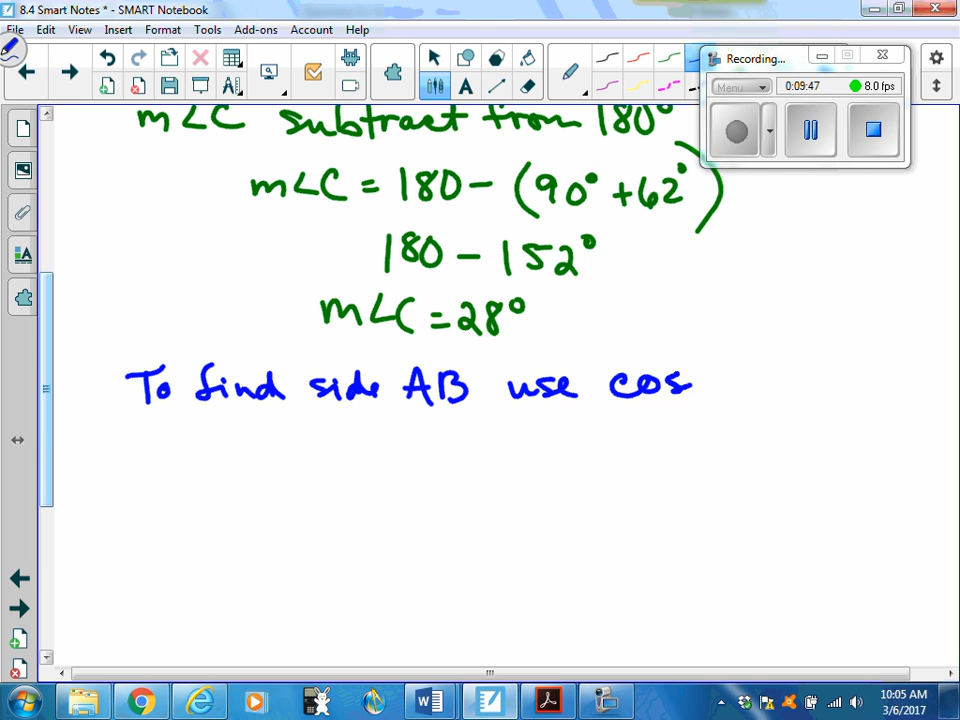 8.4 Smart Notes * - SMART Notebook
File Edit View Insert Format Tools Add-ons Account Help
Recording...
Menu 0:09:47 8.0 fps
m∠C subtract from 180°
m∠C = 180 - (90° + 62°)
180 - 152°
m∠C = 28°
To find side AB use cos
10:05 AM
3/6/2017